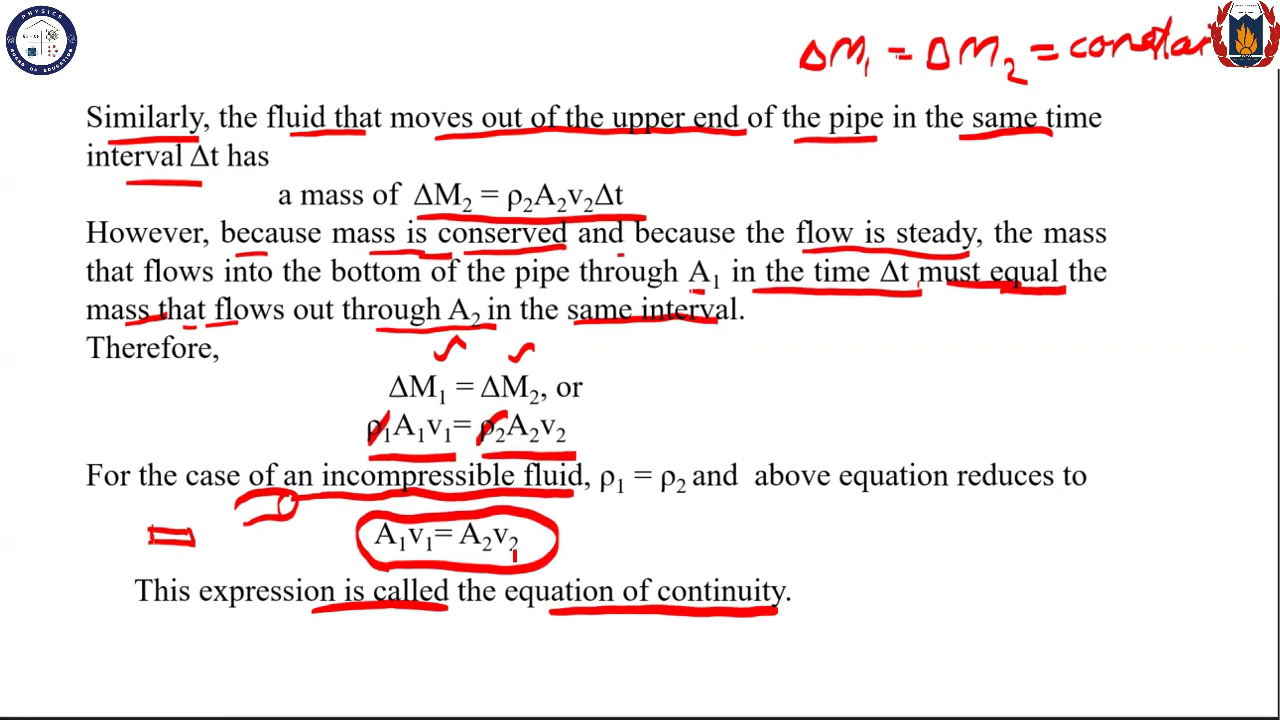 PHYSICS
BOARD OF EDUCATION
ΔM₁ = ΔM₂ = constan
Similarly, the fluid that moves out of the upper end of the pipe in the same time
interval Δt has
a mass of ΔM₂ = ρ₂A₂v₂Δt
However, because mass is conserved and because the flow is steady, the mass
that flows into the bottom of the pipe through A₁ in the time Δt must equal the
mass that flows out through A₂ in the same interval.
Therefore,
ΔM₁ = ΔM₂, or
ρ₁A₁v₁= ρ₂A₂v₂
For the case of an incompressible fluid, ρ₁ = ρ₂ and above equation reduces to
A₁v₁= A₂v₂
This expression is called the equation of continuity.